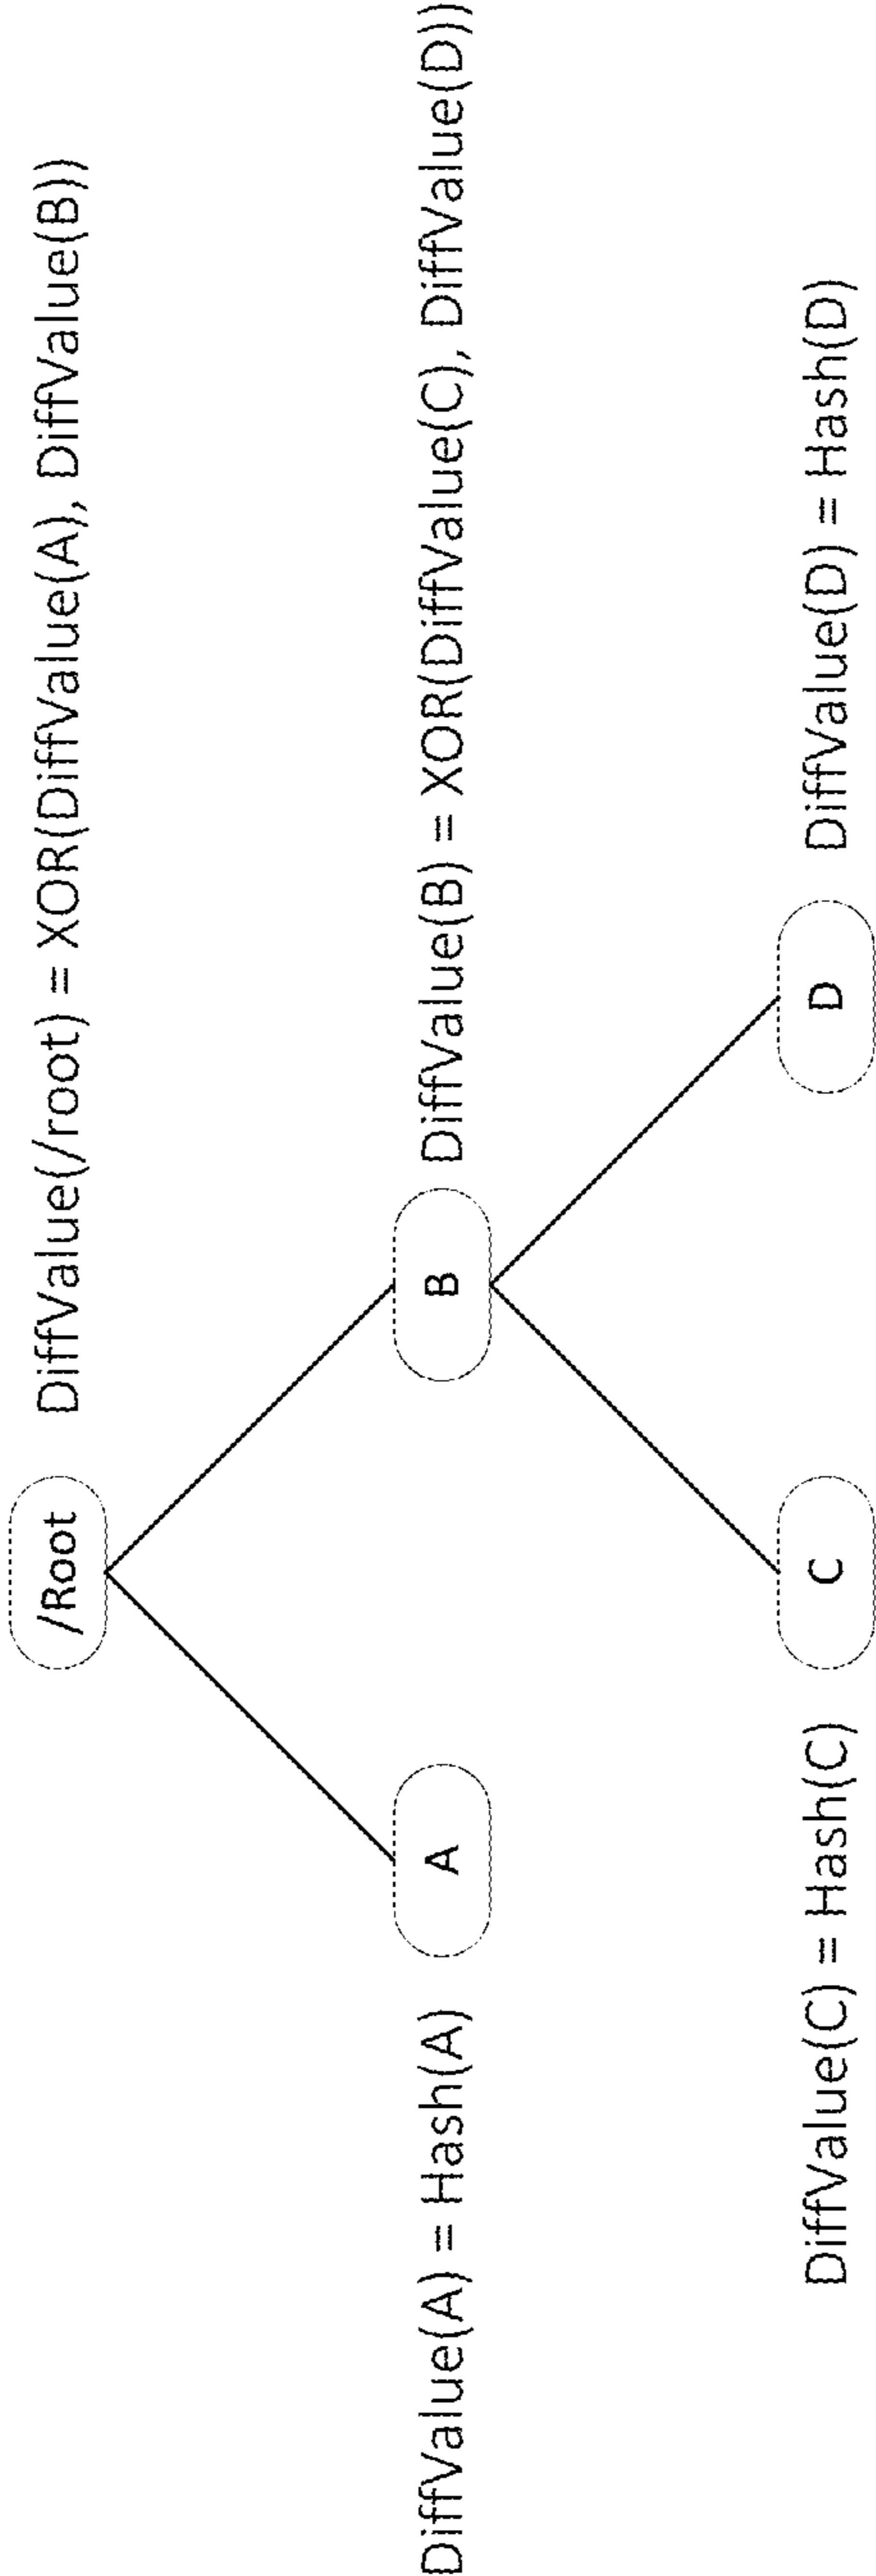 /Root
DiffValue(/root) = XOR(DiffValue(A), DiffValue(B))
DiffValue(A) = Hash(A)
A
B
DiffValue(B) = XOR(DiffValue(C), DiffValue(D))
DiffValue(C) = Hash(C)
C
D
DiffValue(D) = Hash(D)